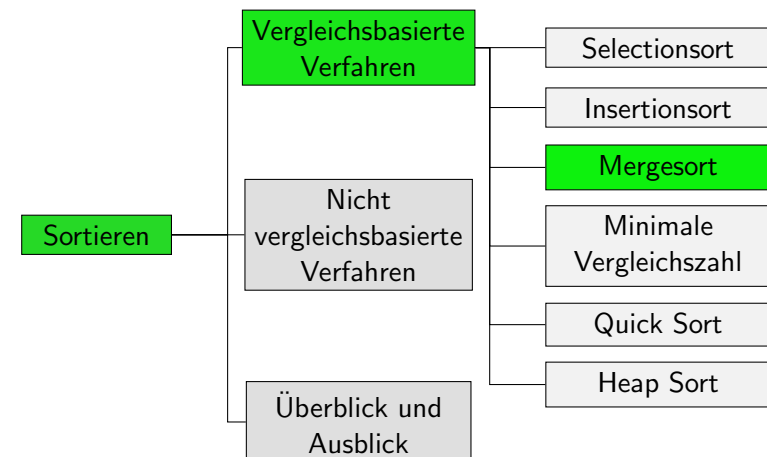 Sortieren
Vergleichsbasierte
Verfahren
Nicht
vergleichsbasierte
Verfahren
Überblick und
Ausblick
Selectionsort
Insertionsort
Mergesort
Minimale
Vergleichszahl
Quick Sort
Heap Sort